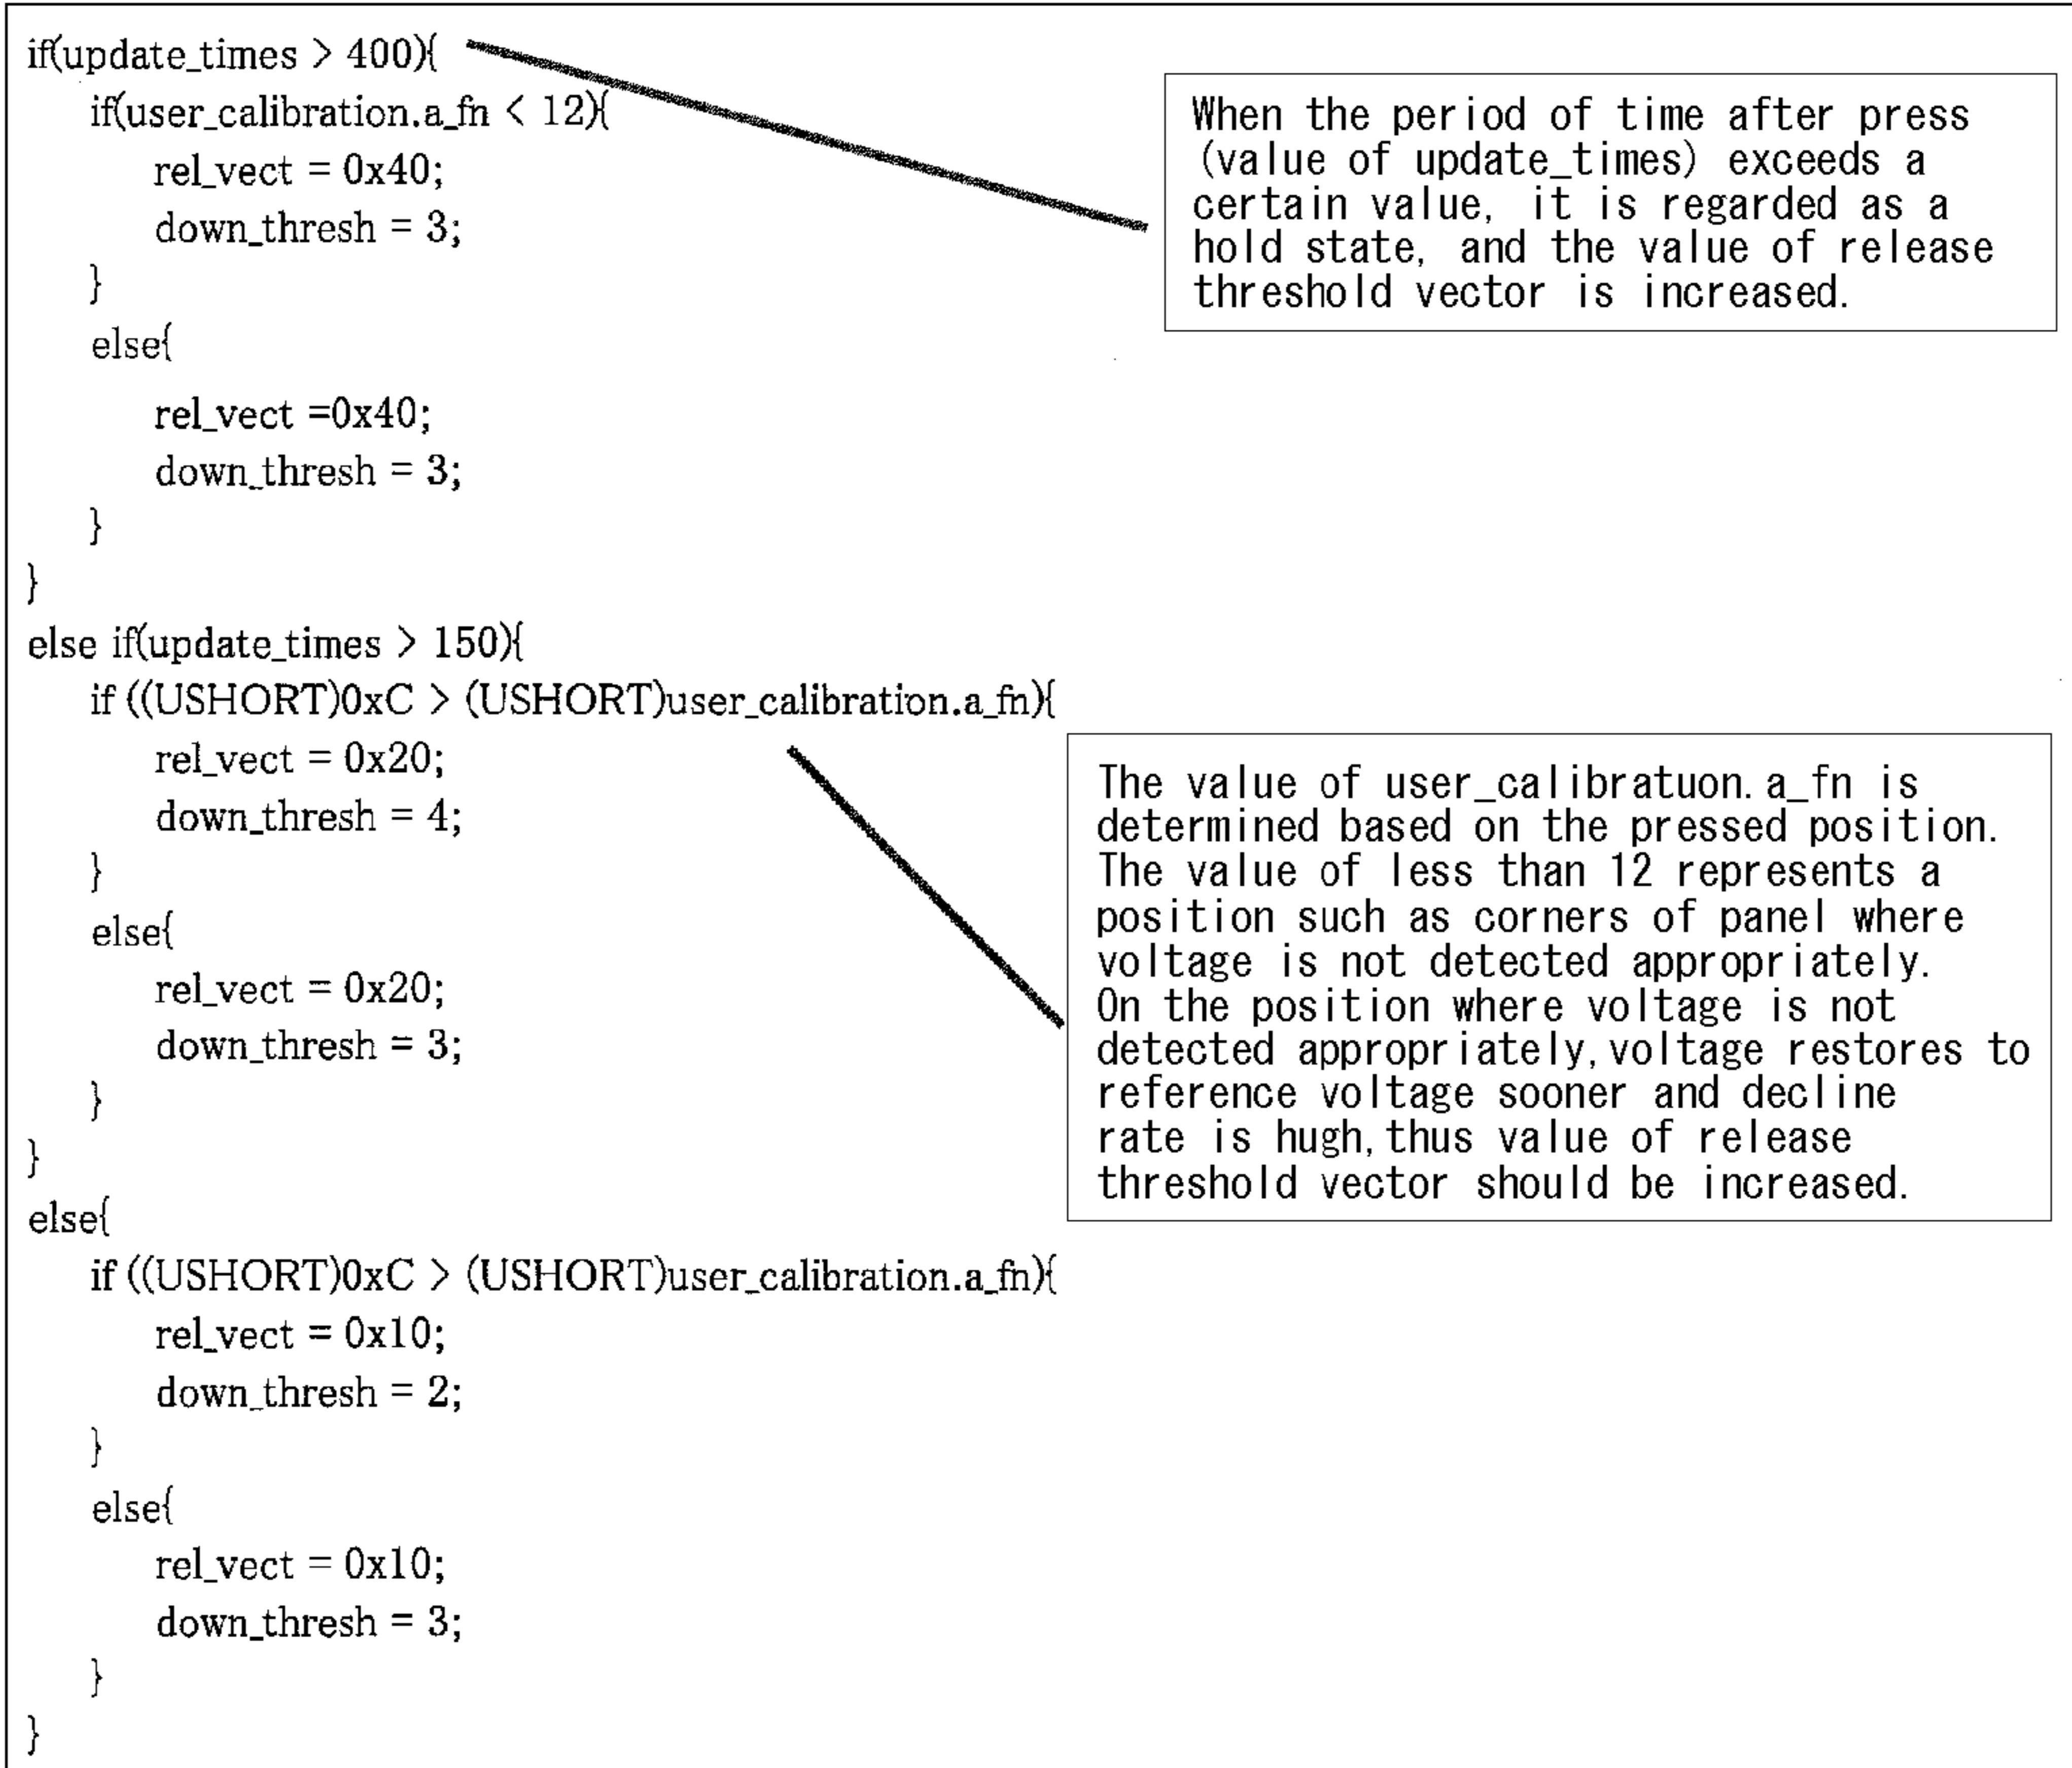 if(update_times > 400){
if(user_calibration.a_fn < 12){
rel_vect = 0x40;
down_thresh = 3;
}
else{
rel_vect =0x40;
down_thresh = 3;
}
}
else if(update_times > 150){
if ((USHORT)0xC > (USHORT)user_calibration.a_fn){
rel_vect = 0x20;
down_thresh = 4;
}
else{
rel_vect = 0x20;
down_thresh = 3;
}
}
else{
if ((USHORT)0xC > (USHORT)user_calibration.a_fn){
rel_vect = 0x10;
down_thresh = 2;
}
else{
rel_vect = 0x10;
down_thresh = 3;
}
}
When the period of time after press
(value of update_times) exceeds a
certain value, it is regarded as a
hold state, and the value of release
threshold vector is increased.
The value of user_calibratuon.a_fn is
determined based on the pressed position.
The value of less than 12 represents a
position such as corners of panel where
voltage is not detected appropriately.
On the position where voltage is not
detected appropriately,voltage restores to
reference voltage sooner and decline
rate is hugh,thus value of release
threshold vector should be increased.